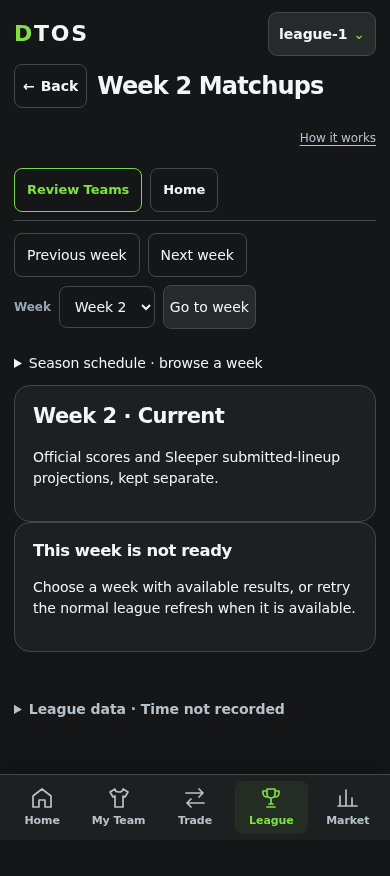 DTOS
league-1
← Back
Week 2 Matchups
How it works
Review Teams
Home
Previous week
Next week
Week
Week 2
Go to week
▶ Season schedule · browse a week
Week 2 · Current
Official scores and Sleeper submitted-lineup
projections, kept separate.
This week is not ready
Choose a week with available results, or retry
the normal league refresh when it is available.
▶ League data · Time not recorded
Home
My Team
Trade
League
Market